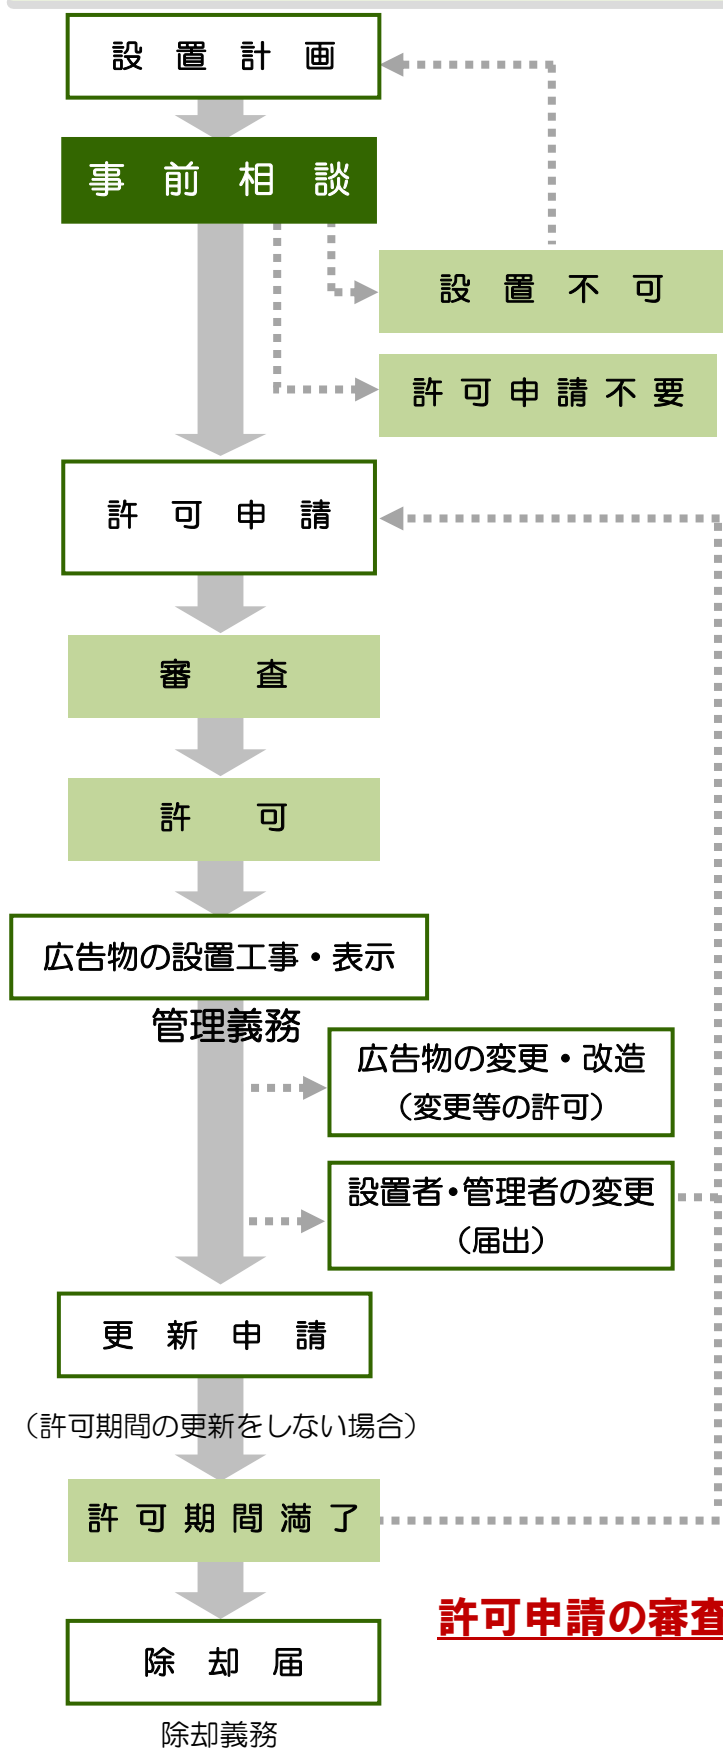 設置計画
事前相談
設置不可
許可申請不要
許可申請
審査
許可
広告物の設置工事・表示
管理義務
広告物の変更・改造
（変更等の許可）
設置者・管理者の変更
（届出）
更新申請
（許可期間の更新をしない場合）
許可期間満了
許可申請の審査
除却届
除却義務